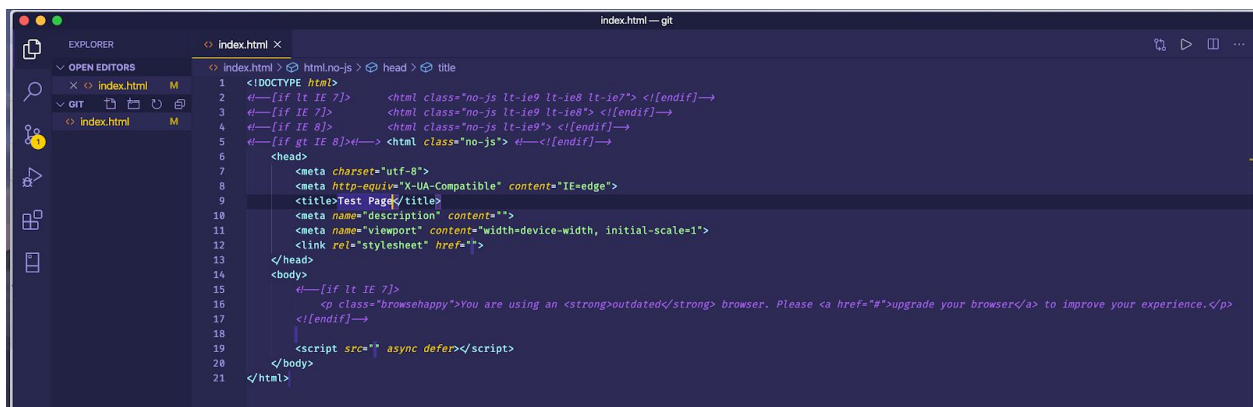 index.html — git
EXPLORER
OPEN EDITORS
index.html M
GIT
index.html M
1
index.html
index.html > html.no-js > head > title
1 <!DOCTYPE html>
2 <!--[if lt IE 7]>      <html class="no-js lt-ie9 lt-ie8 lt-ie7"> <![endif]-->
3 <!--[if IE 7]>         <html class="no-js lt-ie9 lt-ie8"> <![endif]-->
4 <!--[if IE 8]>         <html class="no-js lt-ie9"> <![endif]-->
5 <!--[if gt IE 8]><!--> <html class="no-js"> <!--<![endif]-->
6     <head>
7         <meta charset="utf-8">
8         <meta http-equiv="X-UA-Compatible" content="IE=edge">
9         <title>Test Page</title>
10         <meta name="description" content="">
11         <meta name="viewport" content="width=device-width, initial-scale=1">
12         <link rel="stylesheet" href="">
13     </head>
14     <body>
15         <!--[if lt IE 7]>
16             <p class="browsehappy">You are using an <strong>outdated</strong> browser. Please <a href="#">upgrade your browser</a> to improve your experience.</p>
17         <![endif]-->
18
19         <script src="" async defer></script>
20     </body>
21 </html>